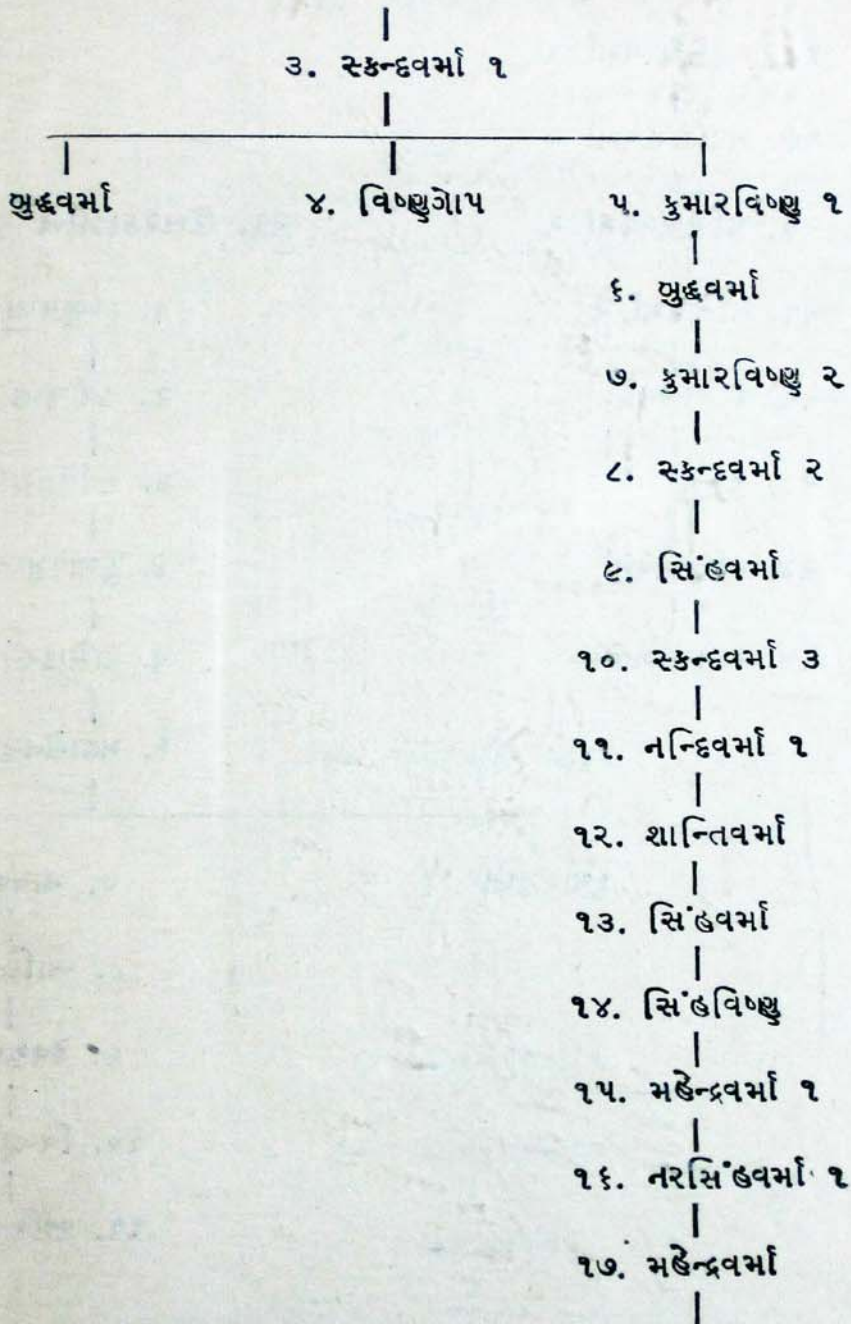 ૩. સ્કન્દવર્મા ૧
બુદ્ધવર્મા ૪. વિષ્ણુગોપ ૫. કુમારવિષ્ણુ ૧
૬. બુદ્ધવર્મા
૭. કુમારવિષ્ણુ ૨
૮. સ્કન્દવર્મા ૨
૯. સિંહવર્મા
૧૦. સ્કન્દવર્મા ૩
૧૧. નન્દિવર્મા ૧
૧૨. શાન્તિવર્મા
૧૩. સિંહવર્મા
૧૪. સિંહવિષ્ણુ
૧૫. મહેન્દ્રવર્મા ૧
૧૬. નરસિંહવર્મા ૧
૧૭. મહેન્દ્રવર્મા